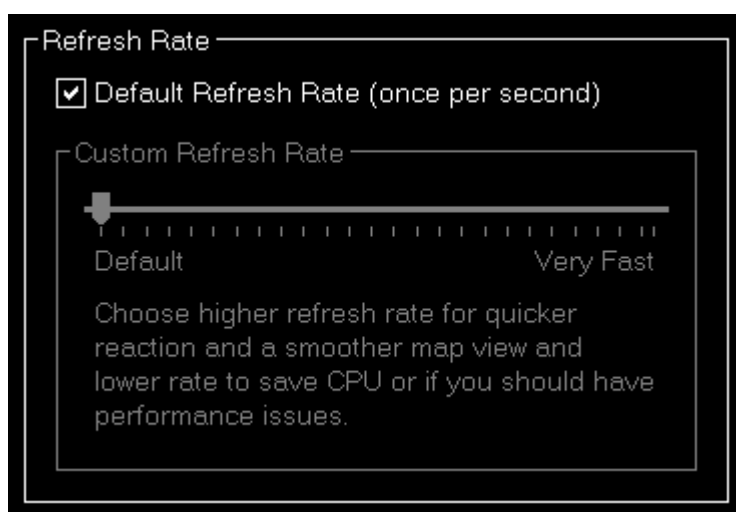 Refresh Rate
Default Refresh Rate (once per second)
Custom Refresh Rate
Default Very Fast
Choose higher refresh rate for quicker
reaction and a smoother map view and
lower rate to save CPU or if you should have
performance issues.